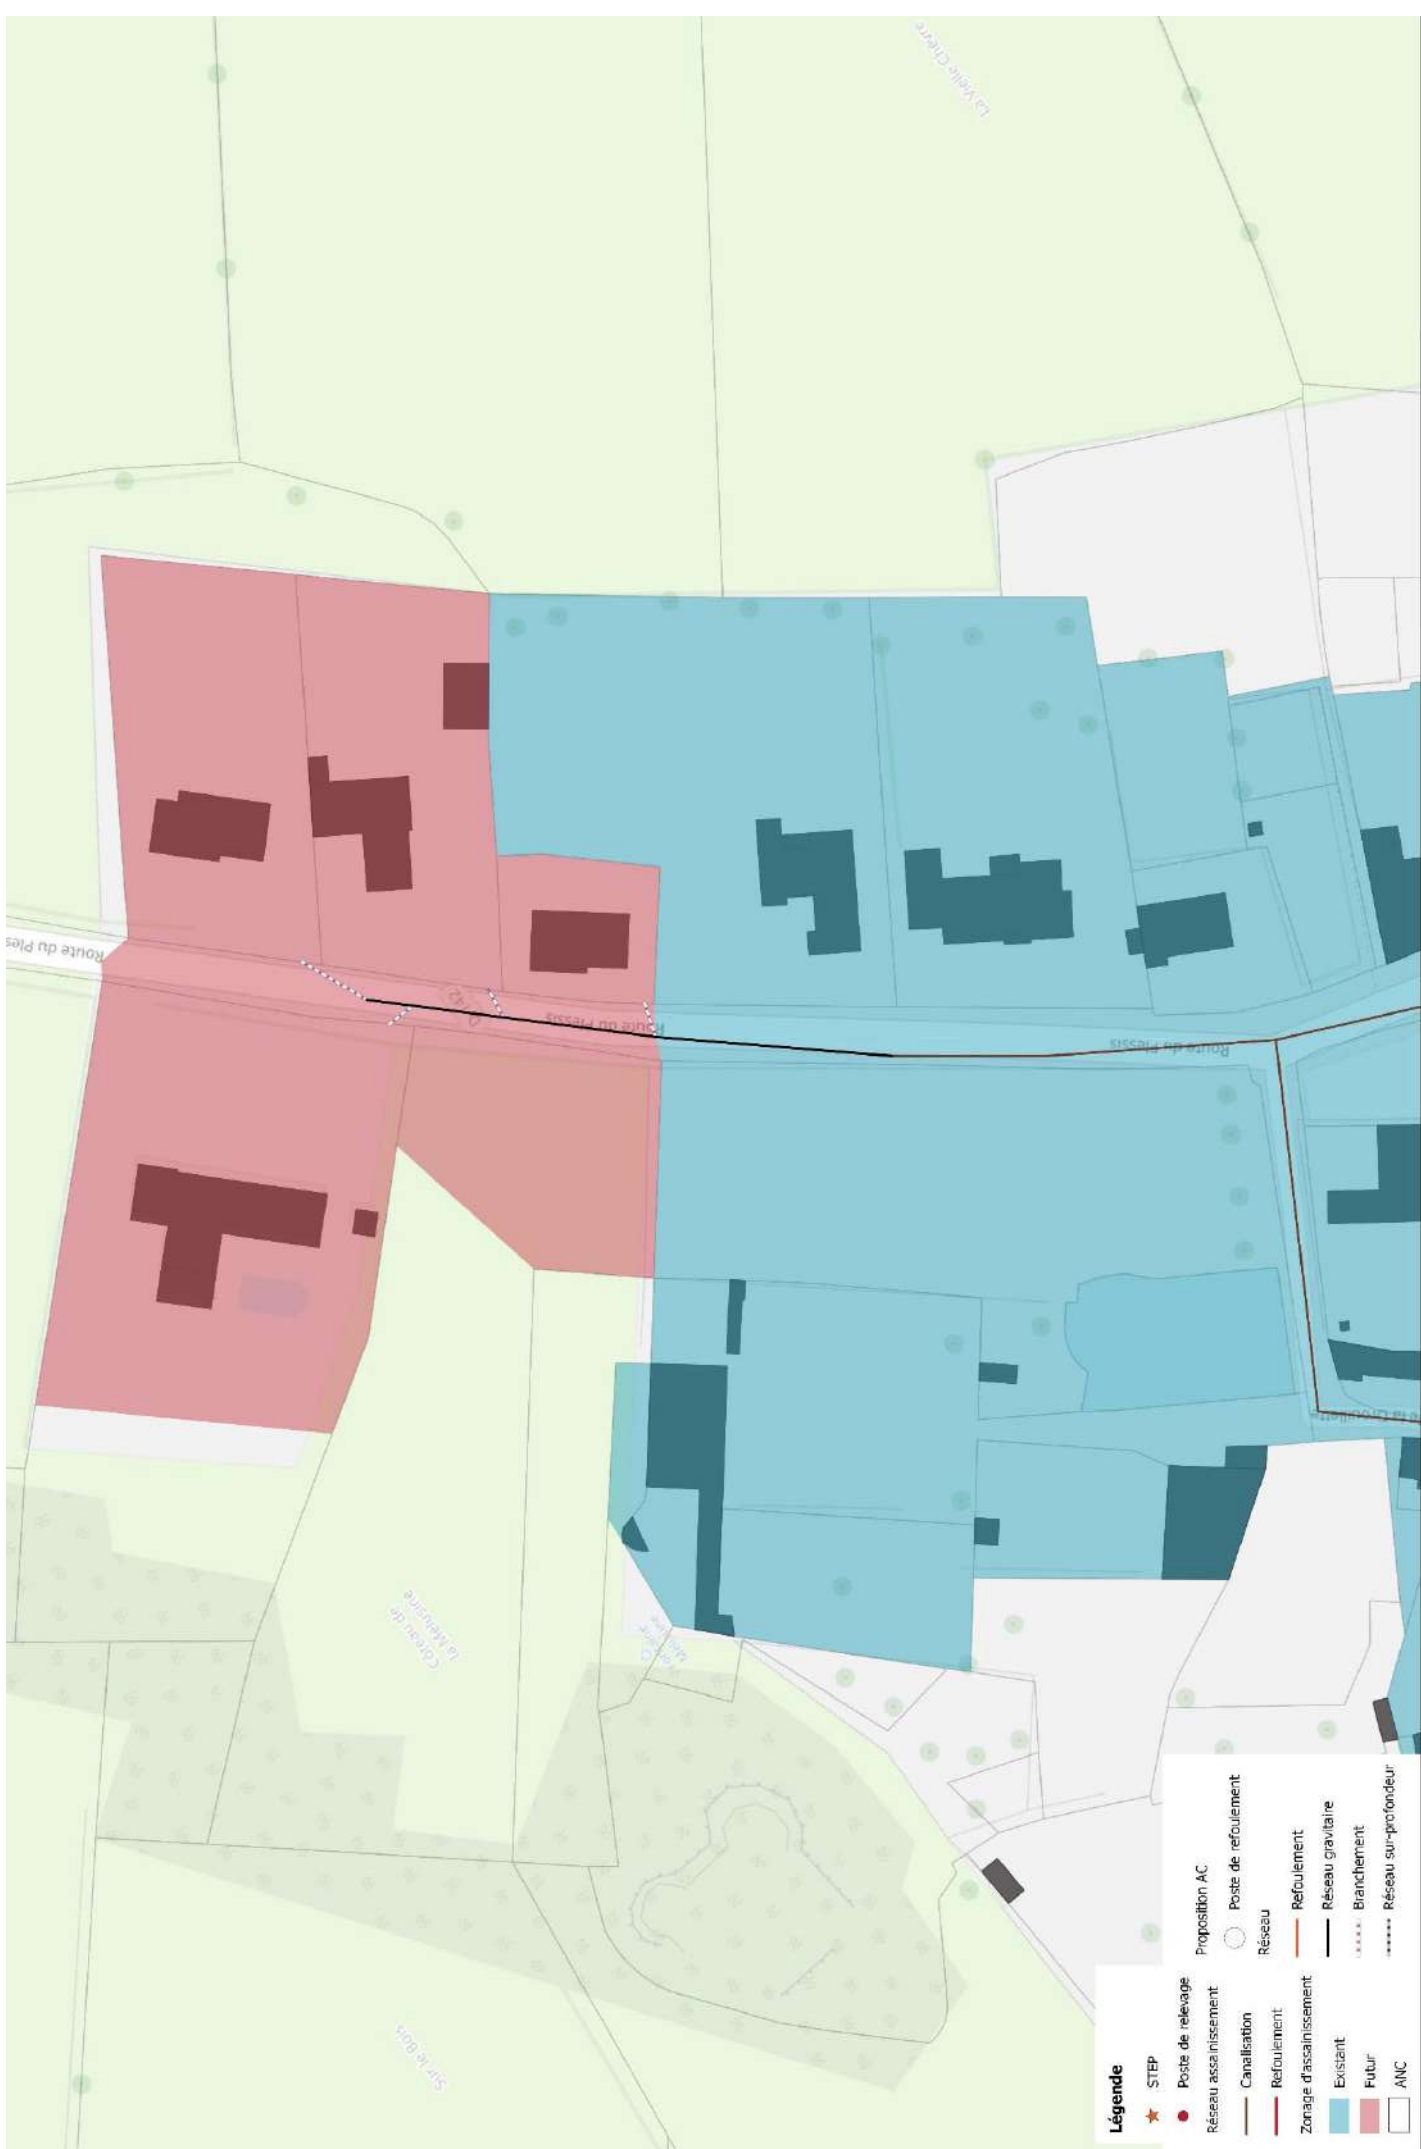 La Vieille Chèvre
Route du Ples
D 742
Route du Plessis
Route du Plessis
Côteau de
la Mélusine
Sur le Bois
Légende
STEP
Poste de relevage
Réseau assainissement
Canalisation
Refoulement
Zonage d'assainissement
Existant
Futur
ANC
Proposition AC
Poste de refoulement
Réseau
Refoulement
Réseau gravitaire
Branchement
Réseau sur-profondeur